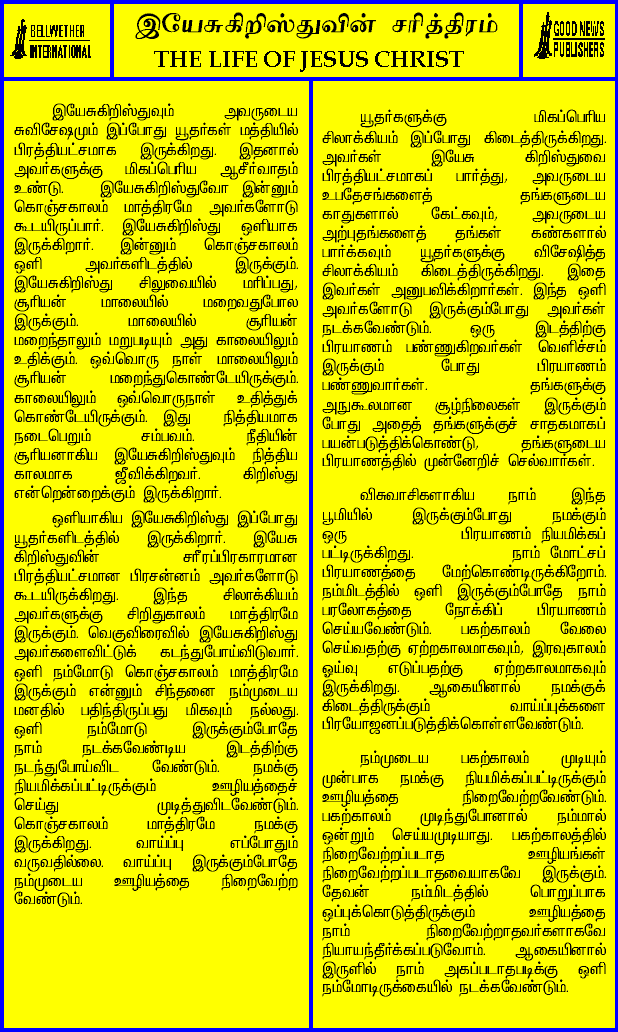 BELLWETHER
INTERNATIONAL
இயேசுகிறிஸ்துவின் சரித்திரம்
THE LIFE OF JESUS CHRIST
GOOD NEWS
PUBLISHERS
இயேசுகிறிஸ்துவும் அவருடைய
சுவிசேஷமும் இப்போது யூதர்கள் மத்தியில்
பிரத்தியட்சமாக இருக்கிறது. இதனால்
அவர்களுக்கு மிகப்பெரிய ஆசீர்வாதம்
உண்டு. இயேசுகிறிஸ்துவோ இன்னும்
கொஞ்சகாலம் மாத்திரமே அவர்களோடு
கூடயிருப்பார். இயேசுகிறிஸ்து ஒளியாக
இருக்கிறார். இன்னும் கொஞ்சகாலம்
ஒளி அவர்களிடத்தில் இருக்கும்.
இயேசுகிறிஸ்து சிலுவையில் மரிப்பது,
சூரியன் மாலையில் மறைவதுபோல
இருக்கும். மாலையில் சூரியன்
மறைந்தாலும் மறுபடியும் அது காலையிலும்
உதிக்கும். ஒவ்வொரு நாள் மாலையிலும்
சூரியன் மறைந்துகொண்டேயிருக்கும்.
காலையிலும் ஒவ்வொருநாள் உதித்துக்
கொண்டேயிருக்கும். இது நித்தியமாக
நடைபெறும் சம்பவம். நீதியின்
சூரியனாகிய இயேசுகிறிஸ்துவும் நித்திய
காலமாக ஜீவிக்கிறவர். கிறிஸ்து
என்றென்றைக்கும் இருக்கிறார்.
ஒளியாகிய இயேசுகிறிஸ்து இப்போது
யூதர்களிடத்தில் இருக்கிறார். இயேசு
கிறிஸ்துவின் சரீரப்பிரகாரமான
பிரத்தியட்சமான பிரசன்னம் அவர்களோடு
கூடயிருக்கிறது. இந்த சிலாக்கியம்
அவர்களுக்கு சிறிதுகாலம் மாத்திரமே
இருக்கும். வெகுவிரைவில் இயேசுகிறிஸ்து
அவர்களைவிட்டுக் கடந்துபோய்விடுவார்.
ஒளி நம்மோடு கொஞ்சகாலம் மாத்திரமே
இருக்கும் என்னும் சிந்தனை நம்முடைய
மனதில் பதிந்திருப்பது மிகவும் நல்லது.
ஒளி நம்மோடு இருக்கும்போதே
நாம் நடக்கவேண்டிய இடத்திற்கு
நடந்துபோய்விட வேண்டும். நமக்கு
நியமிக்கப்பட்டிருக்கும் ஊழியத்தைச்
செய்து முடித்துவிடவேண்டும்.
கொஞ்சகாலம் மாத்திரமே நமக்கு
இருக்கிறது. வாய்ப்பு எப்போதும்
வருவதில்லை. வாய்ப்பு இருக்கும்போதே
நம்முடைய ஊழியத்தை நிறைவேற்ற
வேண்டும்.
யூதர்களுக்கு மிகப்பெரிய
சிலாக்கியம் இப்போது கிடைத்திருக்கிறது.
அவர்கள் இயேசு கிறிஸ்துவை
பிரத்தியட்சமாகப் பார்த்து, அவருடைய
உபதேசங்களைத் தங்களுடைய
காதுகளால் கேட்கவும், அவருடைய
அற்புதங்களைத் தங்கள் கண்களால்
பார்க்கவும் யூதர்களுக்கு விசேஷித்த
சிலாக்கியம் கிடைத்திருக்கிறது. இதை
இவர்கள் அனுபவிக்கிறார்கள். இந்த ஒளி
அவர்களோடு இருக்கும்போது அவர்கள்
நடக்கவேண்டும். ஒரு இடத்திற்கு
பிரயாணம் பண்ணுகிறவர்கள் வெளிச்சம்
இருக்கும் போது பிரயாணம்
பண்ணுவார்கள். தங்களுக்கு
அநுகூலமான சூழ்நிலைகள் இருக்கும்
போது அதைத் தங்களுக்குச் சாதகமாகப்
பயன்படுத்திக்கொண்டு, தங்களுடைய
பிரயாணத்தில் முன்னேறிச் செல்வார்கள்.
விசுவாசிகளாகிய நாம் இந்த
பூமியில் இருக்கும்போது நமக்கும்
ஒரு பிரயாணம் நியமிக்கப்
பட்டிருக்கிறது. நாம் மோட்சப்
பிரயாணத்தை மேற்கொண்டிருக்கிறோம்.
நம்மிடத்தில் ஒளி இருக்கும்போதே நாம்
பரலோகத்தை நோக்கிப் பிரயாணம்
செய்யவேண்டும். பகற்காலம் வேலை
செய்வதற்கு ஏற்றகாலமாகவும், இரவுகாலம்
ஓய்வு எடுப்பதற்கு ஏற்றகாலமாகவும்
இருக்கிறது. ஆகையினால் நமக்குக்
கிடைத்திருக்கும் வாய்ப்புக்களை
பிரயோஜனப்படுத்திக்கொள்ளவேண்டும்.
நம்முடைய பகற்காலம் முடியும்
முன்பாக நமக்கு நியமிக்கப்பட்டிருக்கும்
ஊழியத்தை நிறைவேற்றவேண்டும்.
பகற்காலம் முடிந்துபோனால் நம்மால்
ஒன்றும் செய்யமுடியாது. பகற்காலத்தில்
நிறைவேற்றப்படாத ஊழியங்கள்
நிறைவேற்றப்படாதவையாகவே இருக்கும்.
தேவன் நம்மிடத்தில் பொறுப்பாக
ஒப்புக்கொடுத்திருக்கும் ஊழியத்தை
நாம் நிறைவேற்றாதவர்களாகவே
நியாயந்தீர்க்கப்படுவோம். ஆகையினால்
இருளில் நாம் அகப்படாதபடிக்கு ஒளி
நம்மோடிருக்கையில் நடக்கவேண்டும்.